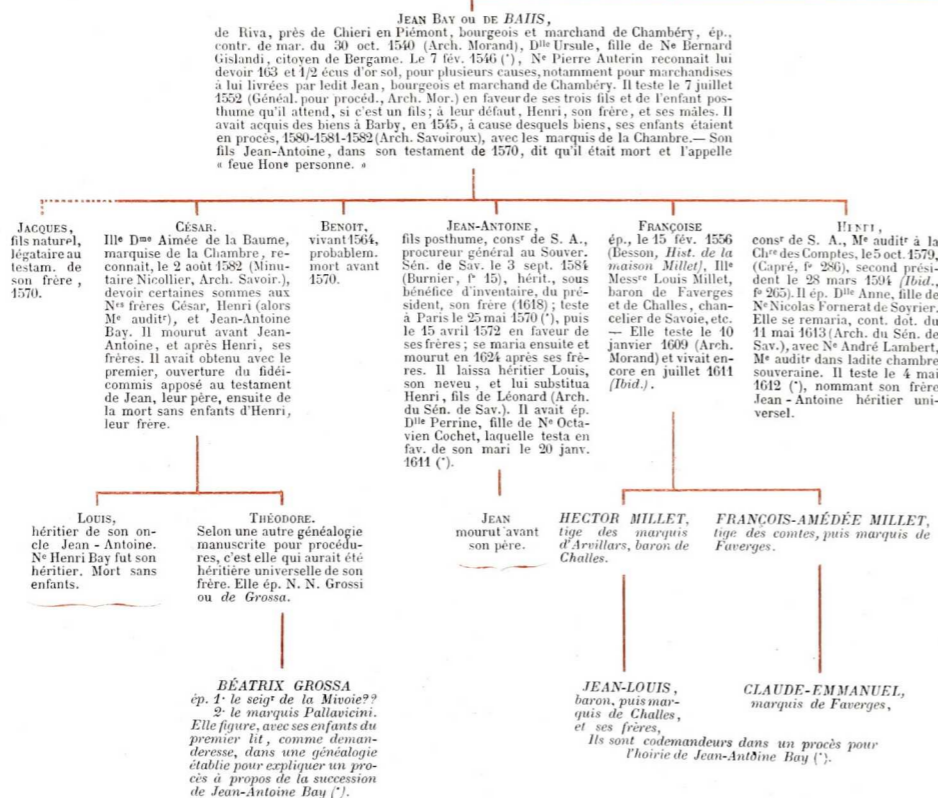 JEAN BAY OU DE BAIIS,
de Riva, près de Chieri en Piémont, bourgeois et marchand de Chambéry, ép.,
contr. de mar. du 30 oct. 1540 (Arch. Morand), Dlle Ursule, fille de Ne Bernard
Gislandi, citoyen de Bergame. Le 7 fév. 1546 (*), Ne Pierre Auterin reconnait lui
devoir 163 et 1/2 écus d'or sol, pour plusieurs causes, notamment pour marchandises
à lui livrées par ledit Jean, bourgeois et marchand de Chambéry. Il teste le 7 juillet
1552 (Généal. pour procéd., Arch. Mor.) en faveur de ses trois fils et de l'enfant pos-
thume qu'il attend, si c'est un fils; à leur défaut, Henri, son frère, et ses mâles. Il
avait acquis des biens à Barby, en 1545, à cause desquels biens, ses enfants étaient
en procès, 1580-1581-1582 (Arch. Savoiroux), avec les marquis de la Chambre. — Son
fils Jean-Antoine, dans son testament de 1570, dit qu'il était mort et l'appelle
« feue Hone personne. »
JACQUES,
fils naturel,
légataire au
testam. de
son frère,
1570.
CÉSAR.
Ille Dme Aimée de la Baume,
marquise de la Chambre, re-
connait, le 2 août 1582 (Minu-
taire Nicollier, Arch. Savoir.),
devoir certaines sommes aux
Nes frères César, Henri (alors
Me auditr), et Jean-Antoine
Bay. Il mourut avant Jean-
Antoine, et après Henri, ses
frères. Il avait obtenu avec le
premier, ouverture du fidéi-
commis apposé au testament
de Jean, leur père, ensuite de
la mort sans enfants d'Henri,
leur frère.
BENOIT,
vivant 1564,
probablem.
mort avant
1570.
JEAN-ANTOINE,
fils posthume, consr de S. A.,
procureur général au Souver.
Sén. de Sav. le 3 sept. 1584
(Burnier, fº 15), hérit., sous
bénéfice d'inventaire, du pré-
sident, son frère (1618); teste
à Paris le 25 mai 1570 (*), puis
le 15 avril 1572 en faveur de
ses frères; se maria ensuite et
mourut en 1624 après ses frè-
res. Il laissa héritier Louis,
son neveu, et lui substitua
Henri, fils de Léonard (Arch.
du Sén. de Sav.). Il avait ép.
Dlle Perrine, fille de Ne Octa-
vien Cochet, laquelle testa en
fav. de son mari le 20 janv.
1611 (*).
FRANÇOISE
ép., le 15 fév. 1556
(Besson, Hist. de la
maison Millet), Ille
Messre Louis Millet,
baron de Faverges
et de Challes, chan-
celier de Savoie, etc.
— Elle teste le 10
janvier 1609 (Arch.
Morand) et vivait en-
core en juillet 1611
(Ibid.).
HENRI,
consr de S. A., Me auditr à la
Chre des Comptes, le 5 oct. 1579,
(Capré, fº 286), second prési-
dent le 28 mars 1594 (Ibid.,
fº 265). Il ép. Dlle Anne, fille de
Ne Nicolas Fornerat de Soyrier.
Elle se remaria, cont. dot. du
11 mai 1613 (Arch. du Sén. de
Sav.), avec Ne André Lambert,
Me auditr dans ladite chambre
souveraine. Il teste le 4 mai
1612 (*), nommant son frère
Jean-Antoine héritier uni-
versel.
LOUIS,
héritier de son on-
cle Jean-Antoine.
Ne Henri Bay fut son
héritier. Mort sans
enfants.
THÉODORE.
Selon une autre généalogie
manuscrite pour procédu-
res, c'est elle qui aurait été
héritière universelle de son
frère. Elle ép. N. N. Grossi
ou de Grossa.
JEAN
mourut avant
son père.
HECTOR MILLET,
tige des marquis
d'Arvillars, baron de
Challes.
FRANÇOIS-AMÉDÉE MILLET,
tige des comtes, puis marquis de
Faverges.
BÉATRIX GROSSA
ép. 1· le seigr de la Mivoie??
2· le marquis Pallavicini.
Elle figure, avec ses enfants du
premier lit, comme deman-
deresse, dans une généalogie
établie pour expliquer un pro-
cès à propos de la succession
de Jean-Antoine Bay (*).
JEAN-LOUIS,
baron, puis mar-
quis de Challes,
et ses frères,
Ils sont codemandeurs dans un procès pour
l'hoirie de Jean-Antoine Bay (*).
CLAUDE-EMMANUEL,
marquis de Faverges,